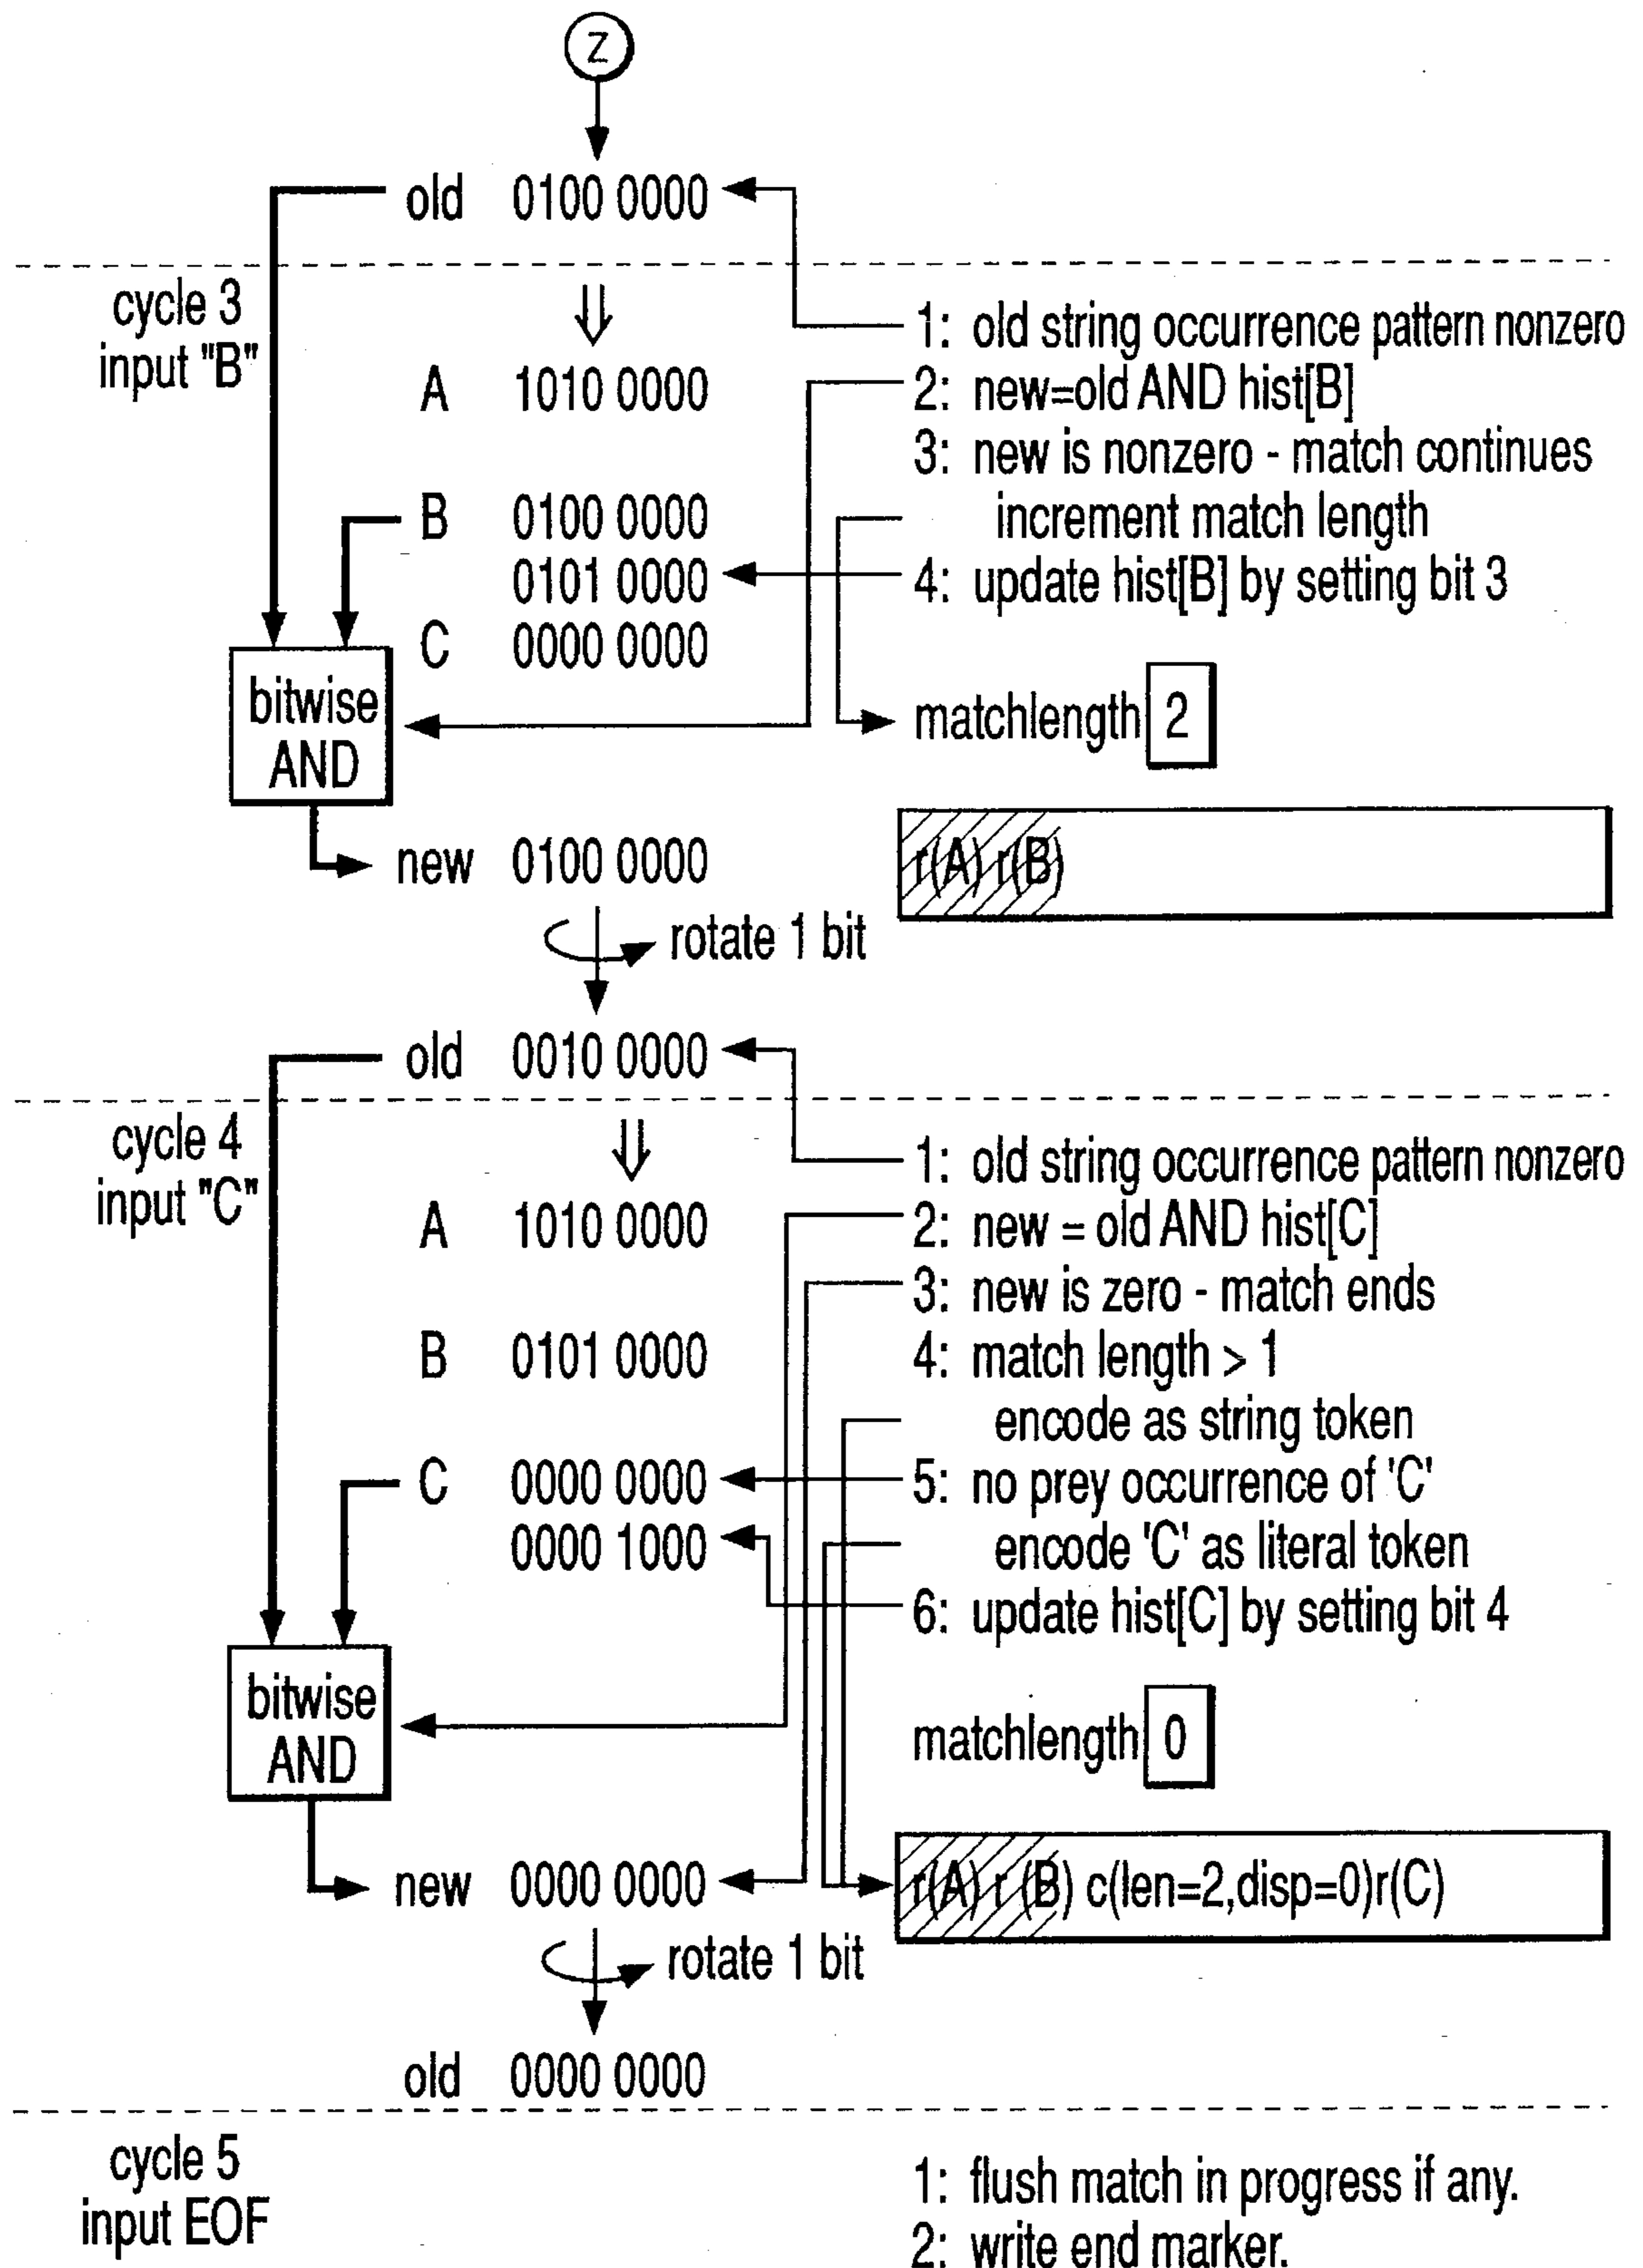 Z
old 0100 0000
cycle 3
input "B"
1: old string occurrence pattern nonzero
A 1010 0000
2: new=old AND hist[B]
3: new is nonzero - match continues
B 0100 0000
increment match length
0101 0000
4: update hist[B] by setting bit 3
C 0000 0000
bitwise
AND
matchlength 2
new 0100 0000
r(A) r(B)
rotate 1 bit
old 0010 0000
cycle 4
input "C"
1: old string occurrence pattern nonzero
A 1010 0000
2: new = old AND hist[C]
3: new is zero - match ends
B 0101 0000
4: match length > 1
encode as string token
C 0000 0000
5: no prey occurrence of 'C'
0000 1000
encode 'C' as literal token
6: update hist[C] by setting bit 4
bitwise
AND
matchlength 0
new 0000 0000
r(A) r (B) c(len=2,disp=0)r(C)
rotate 1 bit
old 0000 0000
cycle 5
input EOF
1: flush match in progress if any.
2: write end marker.